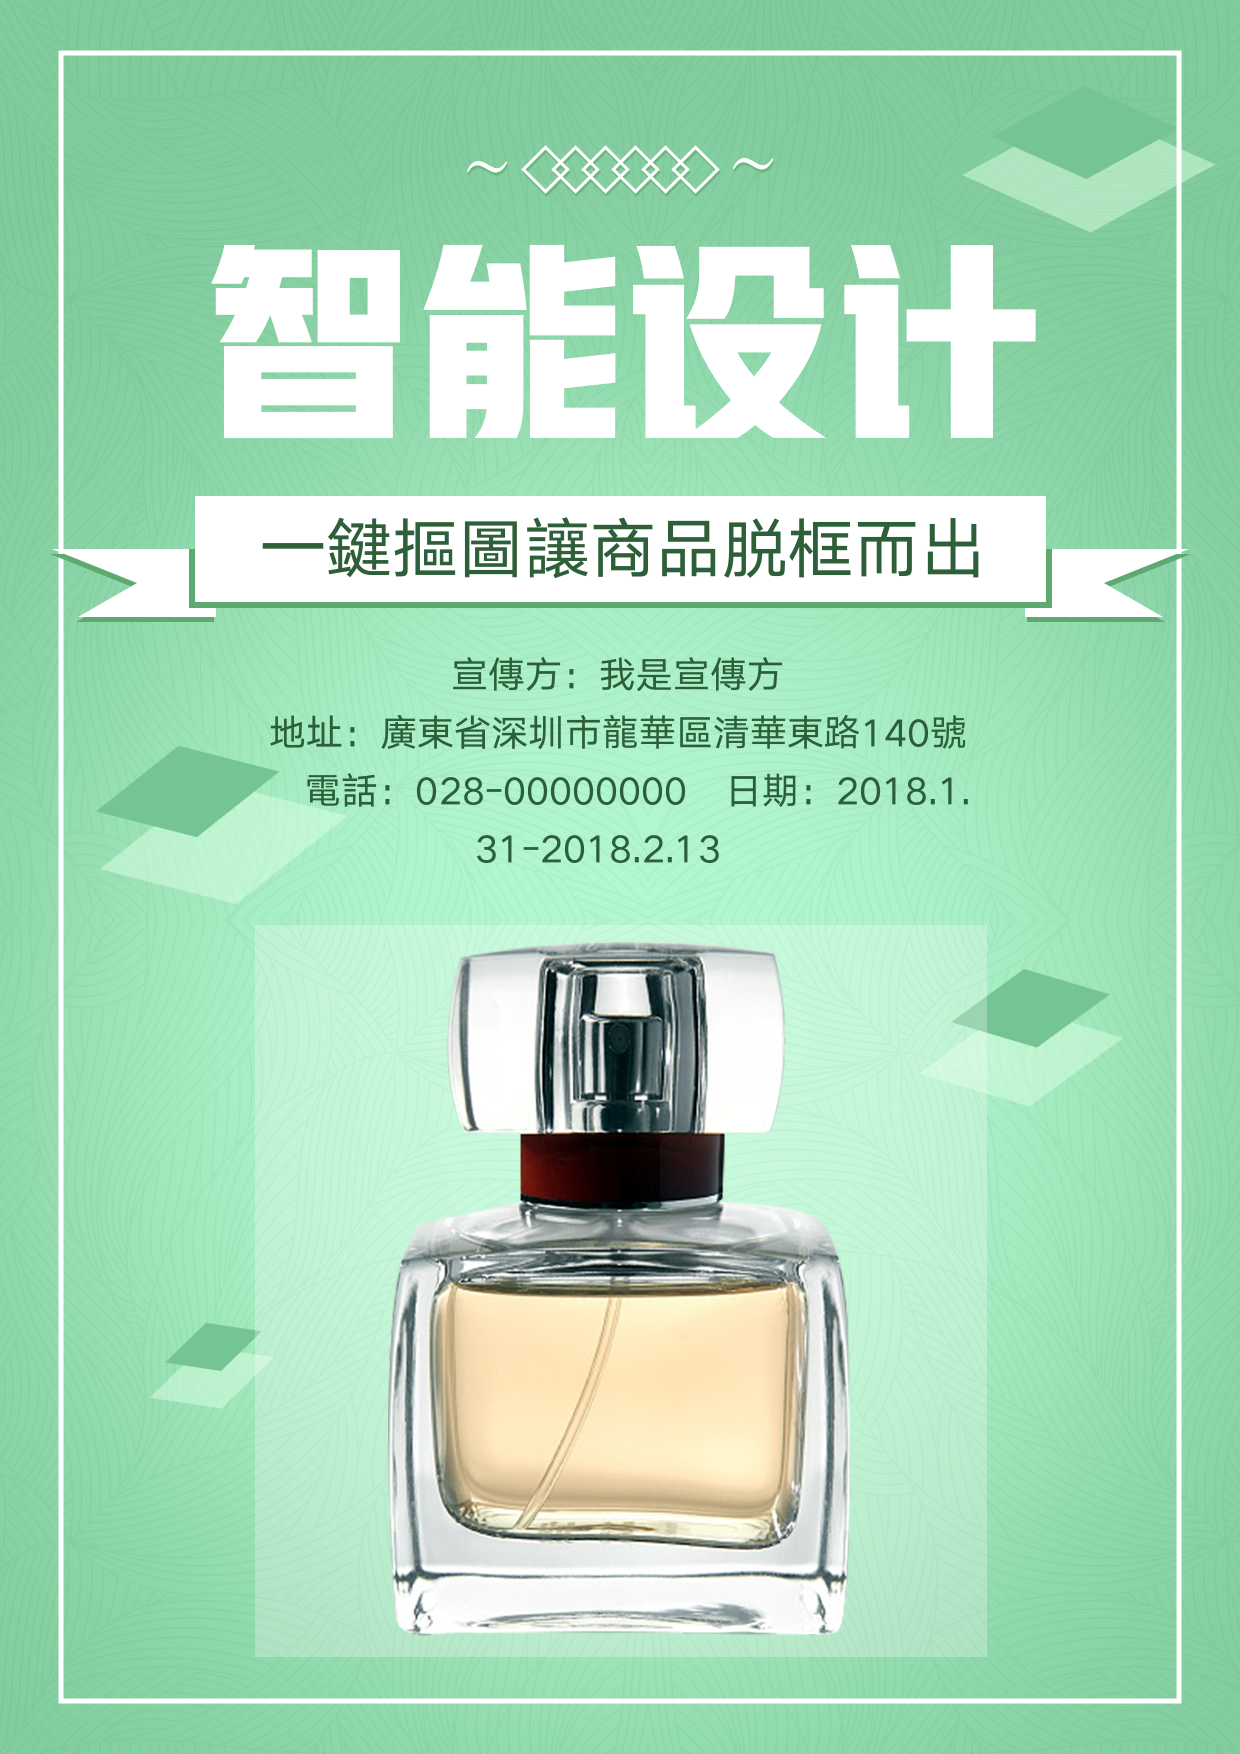 智能设计
一鍵摳圖讓商品脱框而出
宣傳方：我是宣傳方
地址：廣東省深圳市龍華區清華東路140號
電話：028-00000000　日期：2018.1.
31-2018.2.13